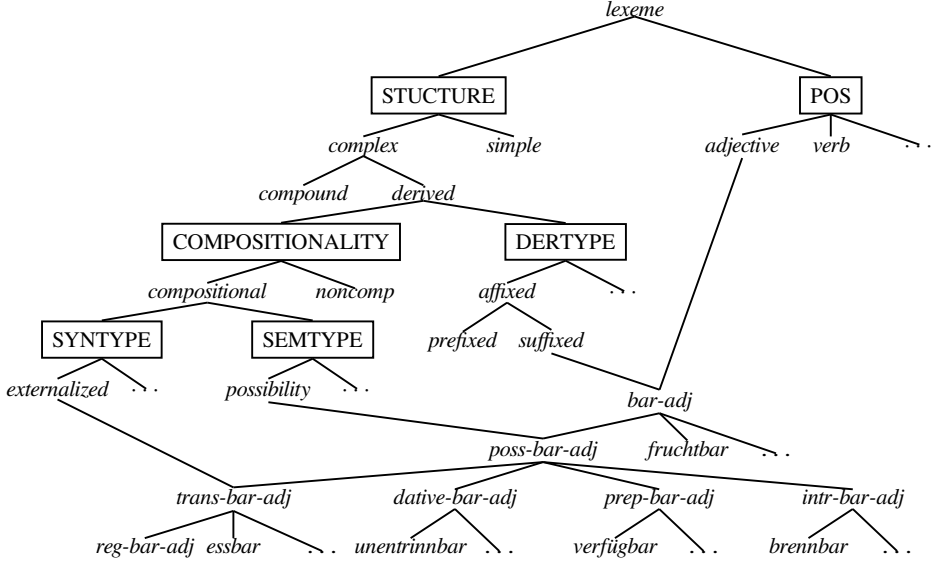 lexeme
STUCTURE POS
complex simple adjective verb . . .
compound derived
COMPOSITIONALITY DERTYPE
compositional noncomp affixed . . .
SYNTYPE SEMTYPE prefixed suffixed
externalized . . . possibility . . .
bar-adj
poss-bar-adj fruchtbar . . .
trans-bar-adj dative-bar-adj prep-bar-adj intr-bar-adj
reg-bar-adj essbar . . . unentrinnbar . . . verfügbar . . . brennbar . . .